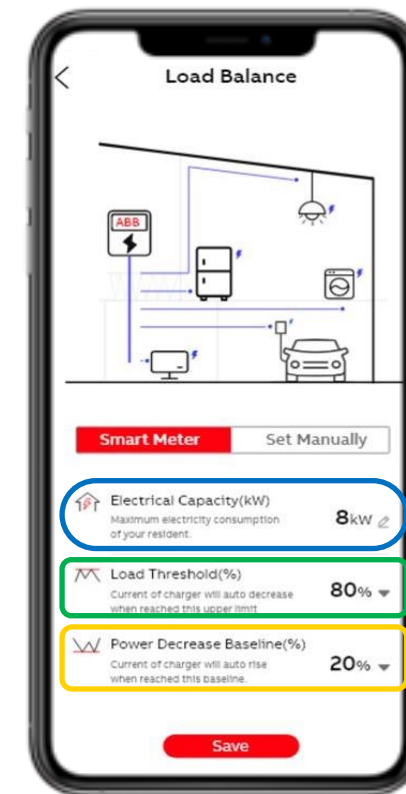 Load Balance
ABB
Smart Meter
Set Manually
Electrical Capacity(kW)
Maximum electricity consumption
of your resident.
8kW
Load Threshold(%)
Current of charger will auto decrease
when reached this upper limit
80%
Power Decrease Baseline(%)
Current of charger will auto rise
when reached this baseline.
20%
Save